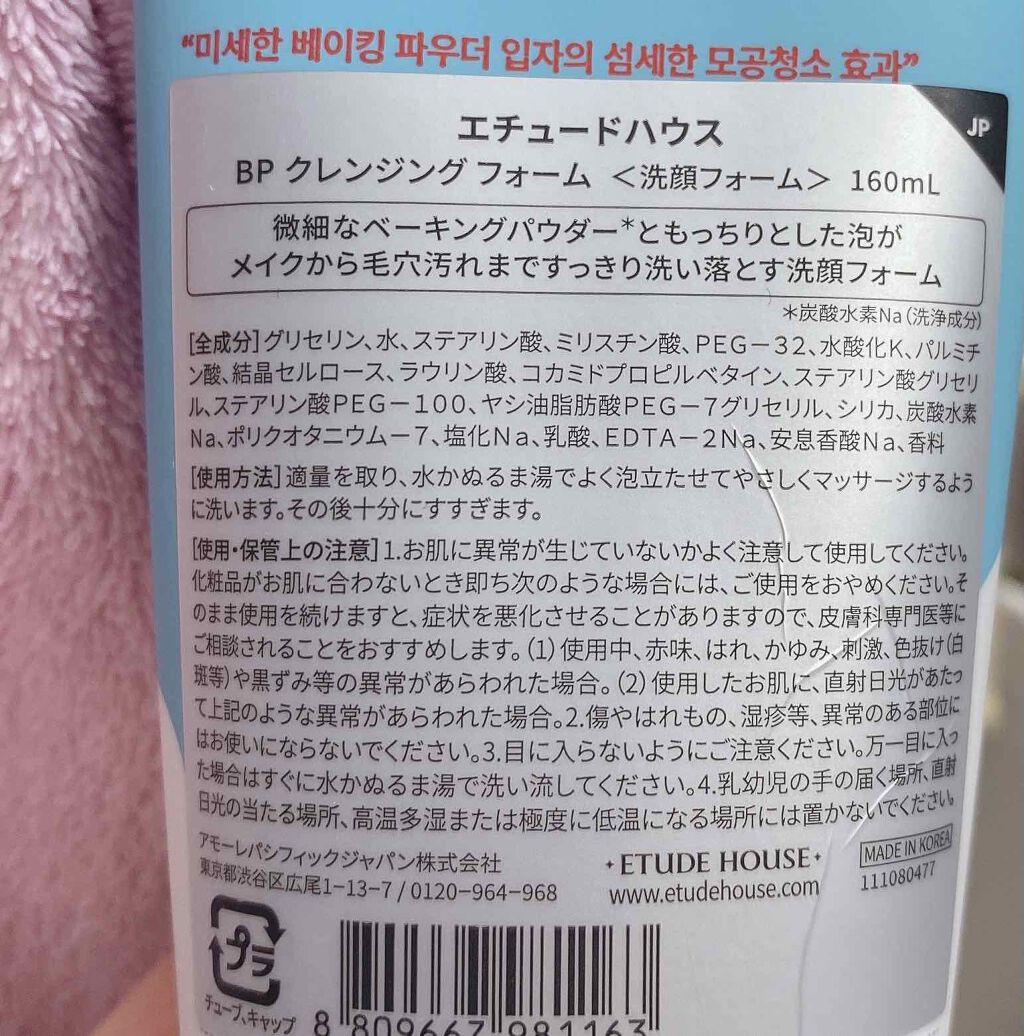 “미세한 베이킹 파우더 입자의 섬세한 모공청소 효과”
JP
エチュードハウス
BP クレンジング フォーム ＜洗顔フォーム＞ 160mL
微細なベーキングパウダー*ともっちりとした泡が
メイクから毛穴汚れまですっきり洗い落とす洗顔フォーム
*炭酸水素Na(洗浄成分)
[全成分]グリセリン、水、ステアリン酸、ミリスチン酸、PEG－32、水酸化K、パルミチ
ン酸、結晶セルロース、ラウリン酸、コカミドプロピルベタイン、ステアリン酸グリセリ
ル、ステアリン酸PEG－100、ヤシ油脂肪酸PEG－7グリセリル、シリカ、炭酸水素
Na、ポリクオタニウム－7、塩化Na、乳酸、EDTA－2Na、安息香酸Na、香料
[使用方法]適量を取り、水かぬるま湯でよく泡立たせてやさしくマッサージするよう
に洗います。その後十分にすすぎます。
[使用・保管上の注意]1.お肌に異常が生じていないかよく注意して使用してください。
化粧品がお肌に合わないとき即ち次のような場合には、ご使用をおやめください。そ
のまま使用を続けますと、症状を悪化させることがありますので、皮膚科専門医等に
ご相談されることをおすすめします。(1)使用中、赤味、はれ、かゆみ、刺激、色抜け(白
斑等)や黒ずみ等の異常があらわれた場合。(2)使用したお肌に、直射日光があたっ
て上記のような異常があらわれた場合。2.傷やはれもの、湿疹等、異常のある部位に
はお使いにならないでください。3.目に入らないようにご注意ください。万一目に入っ
た場合はすぐに水かぬるま湯で洗い流してください。4.乳幼児の手の届く場所、直射
日光の当たる場所、高温多湿または極度に低温になる場所には置かないでください。
アモーレパシフィックジャパン株式会社
東京都渋谷区広尾1-13-7 / 0120-964-968
ETUDE HOUSE
www.etudehouse.com
MADE IN KOREA
111080477
プラ
チューブ、キャップ
8 809667 981163